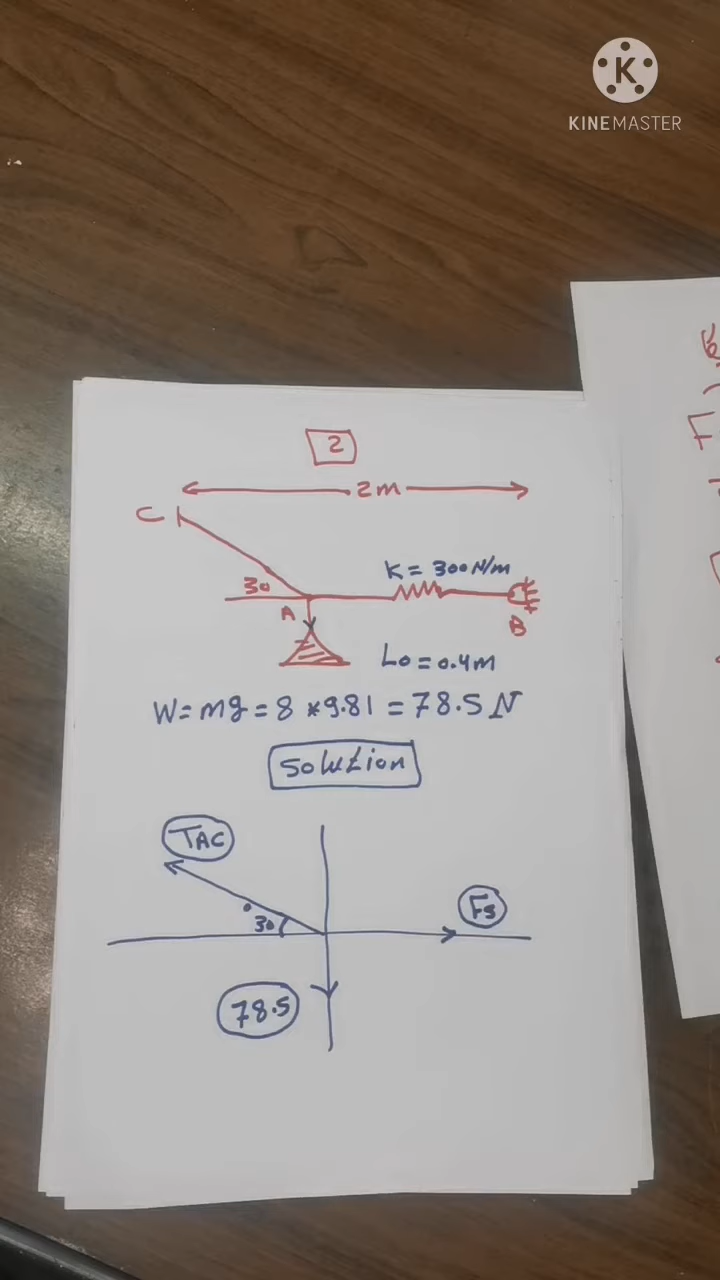 KINEMASTER
2
2m
C
K = 300 N/m
30
A
B
Lo = 0.4m
W = mg = 8 * 9.81 = 78.5 N
Solution
TAC
30°
Fs
78.5
F